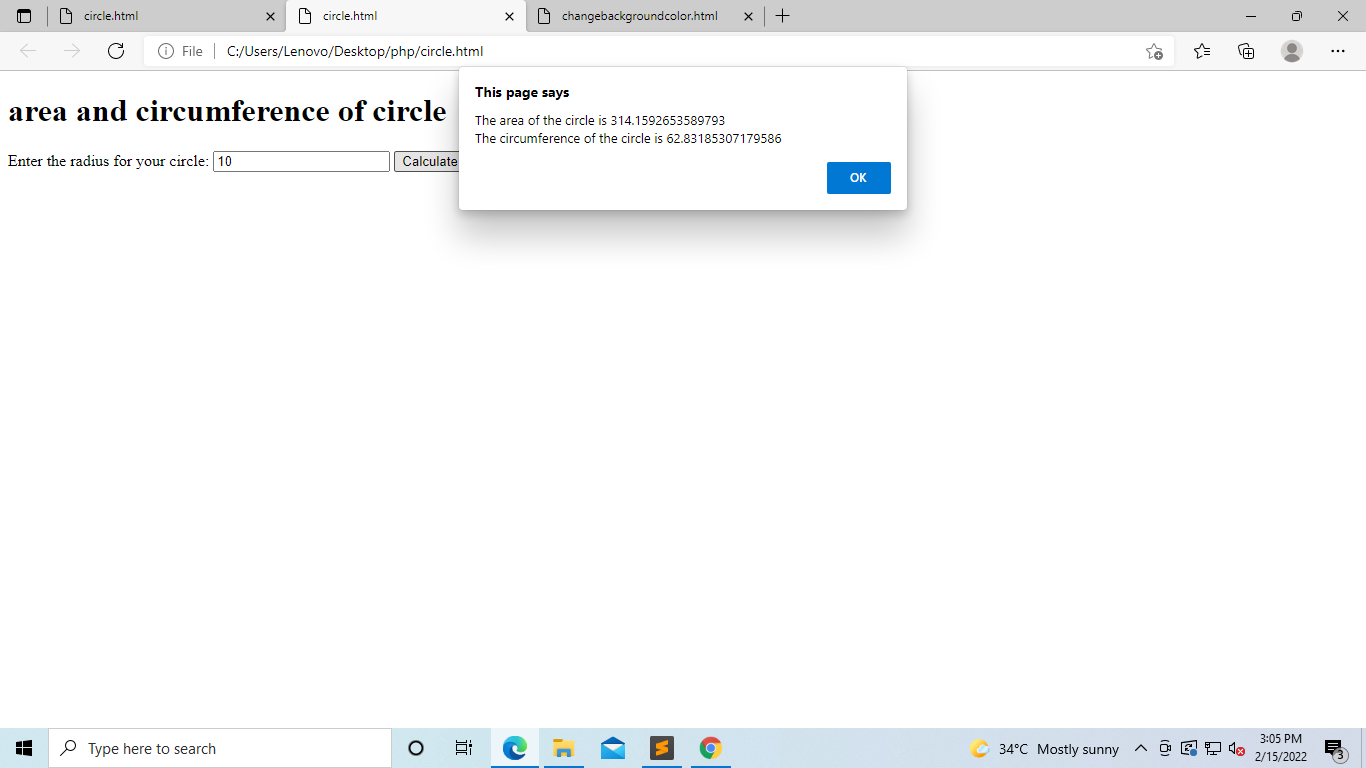 circle.html
circle.html
changebackgroundcolor.html
File
C:/Users/Lenovo/Desktop/php/circle.html
This page says
The area of the circle is 314.1592653589793
The circumference of the circle is 62.83185307179586
OK
area and circumference of circle
Enter the radius for your circle: 10 Calculate
Type here to search
34°C Mostly sunny
3:05 PM
2/15/2022
3